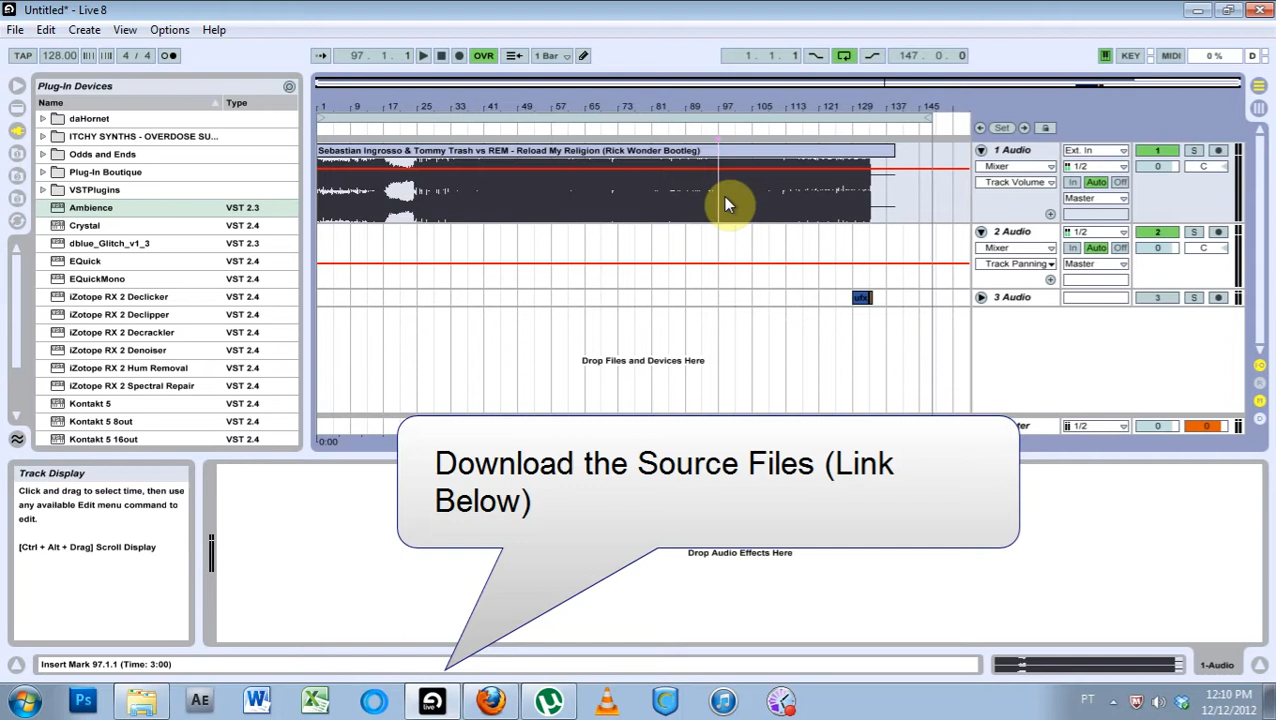 Untitled* - Live 8
File Edit Create View Options Help
TAP 128.00 4 / 4 97 . 1 . 1 OVR 1 Bar 1 . 1 . 1 147 . 0 . 0 KEY MIDI 0 % D
Plug-In Devices
Name Type
daHornet
ITCHY SYNTHS - OVERDOSE SU...
Odds and Ends
Plug-In Boutique
VSTPlugins
Ambience VST 2.3
Crystal VST 2.4
dblue_Glitch_v1_3 VST 2.4
EQuick VST 2.4
EQuickMono VST 2.4
iZotope RX 2 Declicker VST 2.4
iZotope RX 2 Declipper VST 2.4
iZotope RX 2 Decrackler VST 2.4
iZotope RX 2 Denoiser VST 2.4
iZotope RX 2 Hum Removal VST 2.4
iZotope RX 2 Spectral Repair VST 2.4
Kontakt 5 VST 2.4
Kontakt 5 8out VST 2.4
Kontakt 5 16out VST 2.4
1 9 17 25 33 41 49 57 65 73 81 89 97 105 113 121 129 137 145
Set
Sebastian Ingrosso & Tommy Trash vs REM - Reload My Religion (Rick Wonder Bootleg)
1 Audio Ext. In 1 S
Mixer 1/2 0 C
Track Volume In Auto Off
Master
2 Audio 1/2 2 S
Mixer In Auto Off 0 C
Track Panning Master
ufx
3 Audio 3 S
Drop Files and Devices Here
ter 1/2 0 0
0:00
Download the Source Files (Link
Below)
Track Display
Click and drag to select time, then use
any available Edit menu command to
edit.
[Ctrl + Alt + Drag] Scroll Display
Drop Audio Effects Here
Insert Mark 97.1.1 (Time: 3:00)
1-Audio
Ps
Ae
W
X
live
PT
12:10 PM
12/12/2012